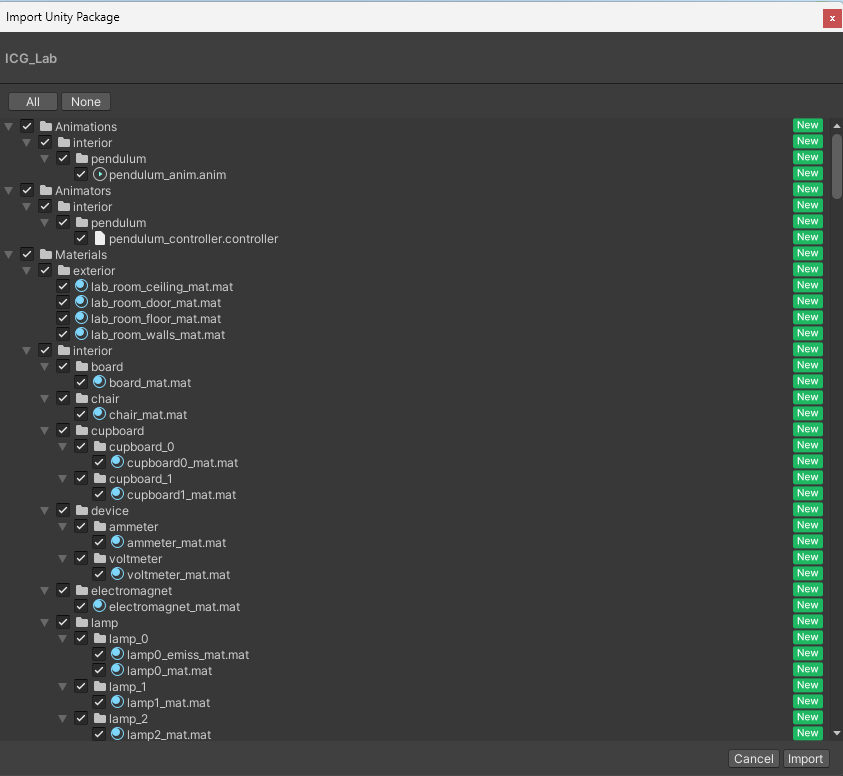 Import Unity Package
x
ICG_Lab
All None
Animations New
interior New
pendulum New
pendulum_anim.anim New
Animators New
interior New
pendulum New
pendulum_controller.controller New
Materials New
exterior New
lab_room_ceiling_mat.mat New
lab_room_door_mat.mat New
lab_room_floor_mat.mat New
lab_room_walls_mat.mat New
interior New
board New
board_mat.mat New
chair New
chair_mat.mat New
cupboard New
cupboard_0 New
cupboard0_mat.mat New
cupboard_1 New
cupboard1_mat.mat New
device New
ammeter New
ammeter_mat.mat New
voltmeter New
voltmeter_mat.mat New
electromagnet New
electromagnet_mat.mat New
lamp New
lamp_0 New
lamp0_emiss_mat.mat New
lamp0_mat.mat New
lamp_1 New
lamp1_mat.mat New
lamp_2 New
lamp2_mat.mat New
Cancel Import